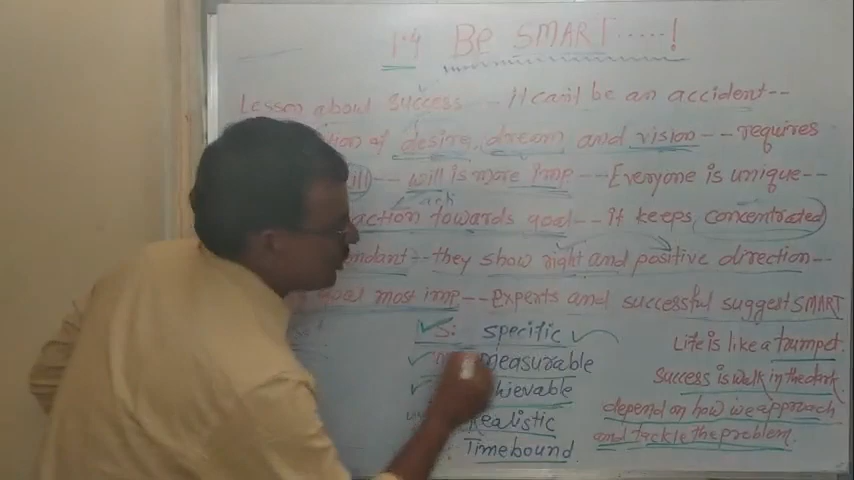 1.4 Be SMART.....!
Lesson about success -- it can't be an accident--
tion of desire, dream and vision -- requires
ill -- will is more imp -- Everyone is unique--
action towards goal -- it keeps concentrated
mdant -- they show right and positive direction--
goal most imp -- experts and successful suggest SMART
S: specific
measurable
hievable
Realistic
: Timebound
Life is like a trumpet.
Success is walk in the dark,
depend on how we approach
and tackle the problem.